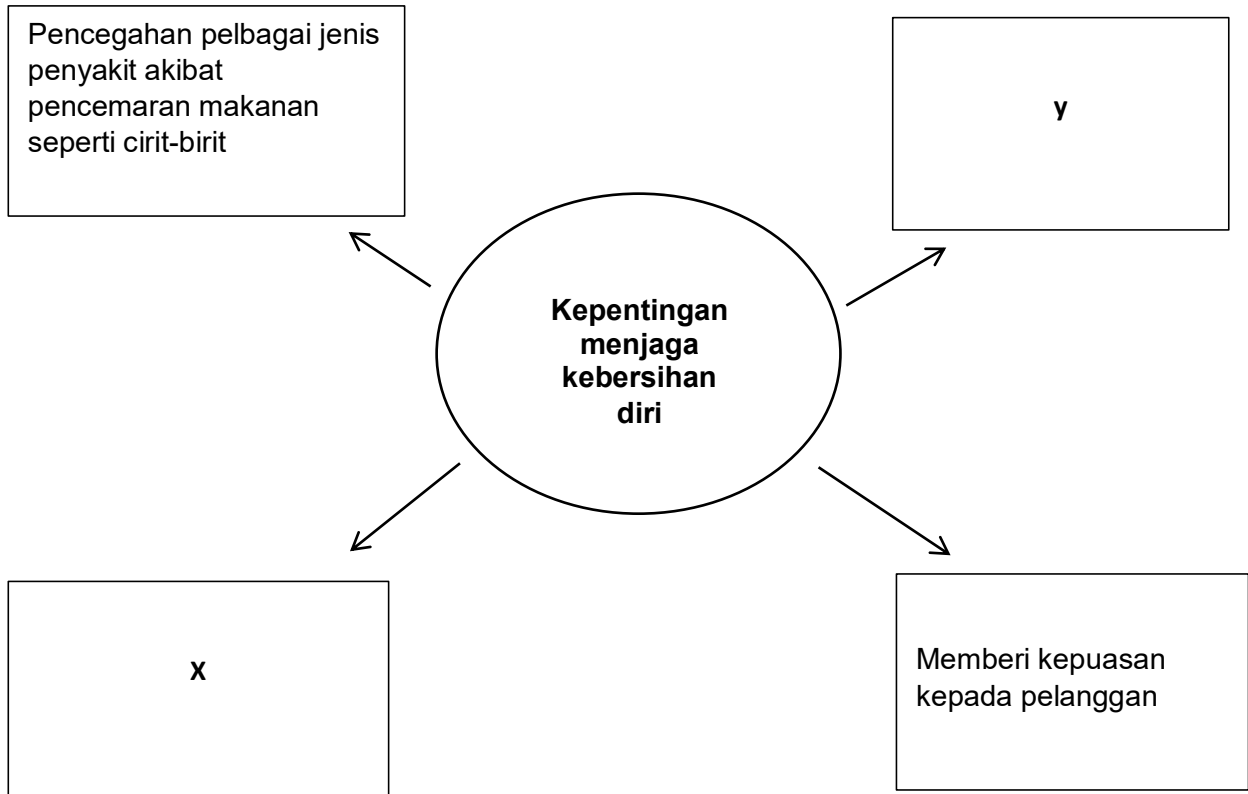 Pencegahan pelbagai jenis
penyakit akibat
pencemaran makanan
seperti cirit-birit
y
Kepentingan
menjaga
kebersihan
diri
X
Memberi kepuasan
kepada pelanggan